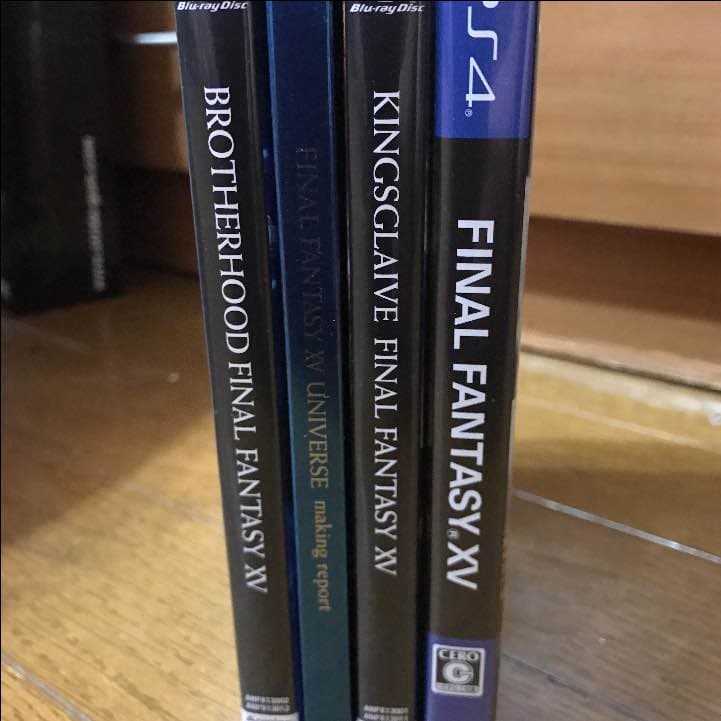 Blu-ray Disc
BROTHERHOOD FINAL FANTASY XV
FINAL FANTASY XV UNIVERSE making report
Blu-ray Disc
KINGSGLAIVE FINAL FANTASY XV
PS4®
FINAL FANTASY® XV
CERO
C